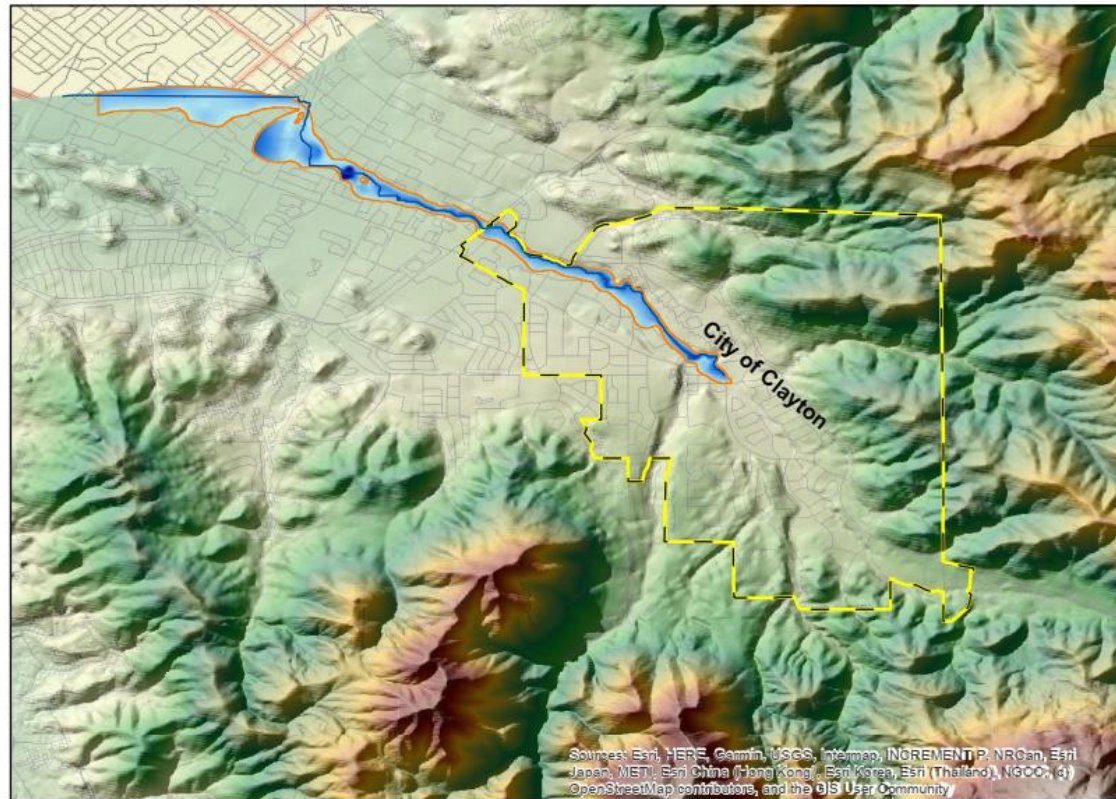 City of Clayton
Sources: Esri, HERE, Garmin, USGS, Intermap, INCREMENT P, NRCan, Esri
Japan, METI, Esri China (Hong Kong), Esri Korea, Esri (Thailand), NGCC, (c)
OpenStreetMap contributors, and the GIS User Community